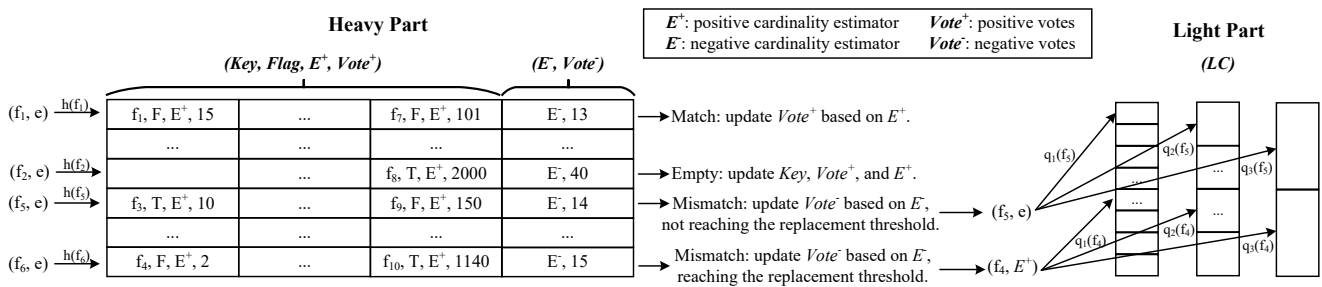 Heavy Part
E⁺: positive cardinality estimator Vote⁺: positive votes
E⁻: negative cardinality estimator Vote⁻: negative votes
Light Part
(Key, Flag, E⁺, Vote⁺)
(E⁻, Vote⁻)
(LC)
(f₁, e) h(f₁) f₁, F, E⁺, 15 ... f₇, F, E⁺, 101 E⁻, 13 Match: update Vote⁺ based on E⁺.
... ... ... ...
(f₂, e) h(f₂) f₈, T, E⁺, 2000 E⁻, 40 Empty: update Key, Vote⁺, and E⁺.
(f₅, e) h(f₅) f₃, T, E⁺, 10 ... f₉, F, E⁺, 150 E⁻, 14 Mismatch: update Vote⁻ based on E⁻,
not reaching the replacement threshold.
(f₅, e)
... ... ... ...
(f₆, e) h(f₆) f₄, F, E⁺, 2 ... f₁₀, T, E⁺, 1140 E⁻, 15 Mismatch: update Vote⁻ based on E⁻,
reaching the replacement threshold.
(f₄, E⁺)
q₁(f₅) q₂(f₅) q₃(f₅)
... ...
... ...
q₁(f₄) q₂(f₄) q₃(f₄)